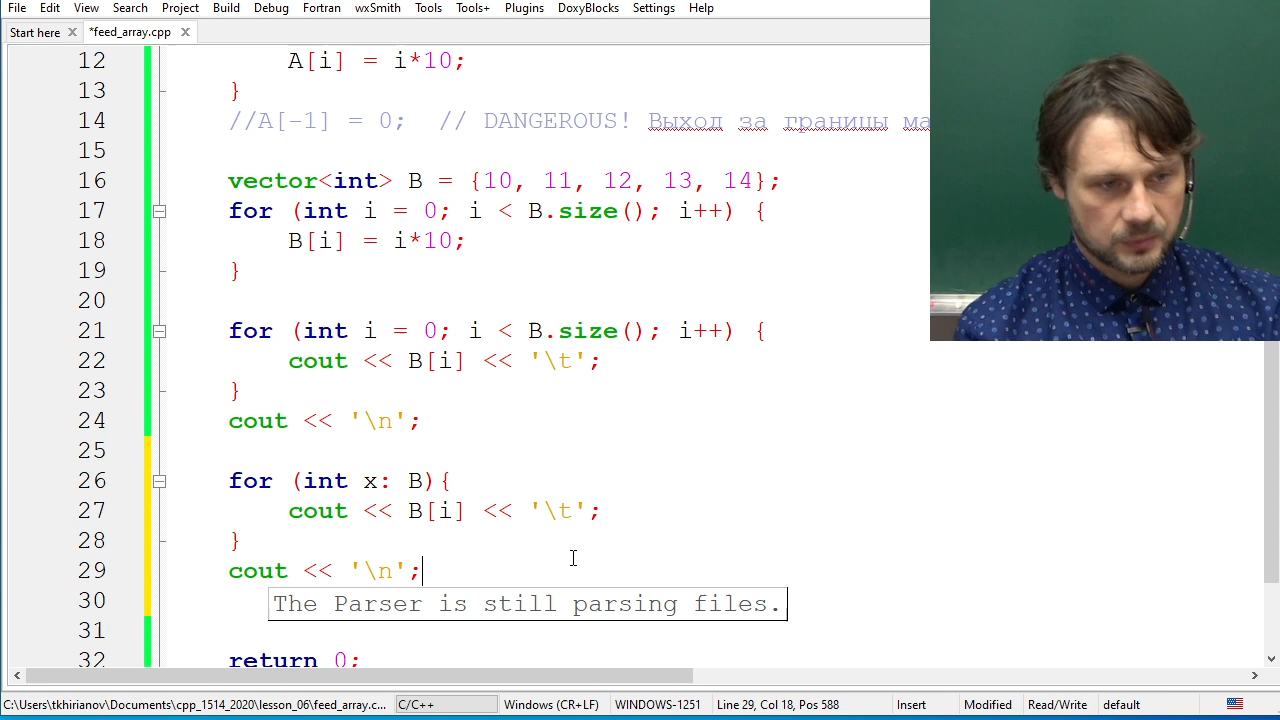 File Edit View Search Project Build Debug Fortran wxSmith Tools Tools+ Plugins DoxyBlocks Settings Help
Start here *feed_array.cpp
12 A[i] = i*10;
13 }
14 //A[-1] = 0; // DANGEROUS! Выход за границы ма
15
16 vector<int> B = {10, 11, 12, 13, 14};
17 for (int i = 0; i < B.size(); i++) {
18 B[i] = i*10;
19 }
20
21 for (int i = 0; i < B.size(); i++) {
22 cout << B[i] << '\t';
23 }
24 cout << '\n';
25
26 for (int x: B){
27 cout << B[i] << '\t';
28 }
29 cout << '\n';
30 The Parser is still parsing files.
31
32 return 0;
C:\Users\tkhirianov\Documents\cpp_1514_2020\lesson_06\feed_array.c... C/C++ Windows (CR+LF) WINDOWS-1251 Line 29, Col 18, Pos 588 Insert Modified Read/Write default